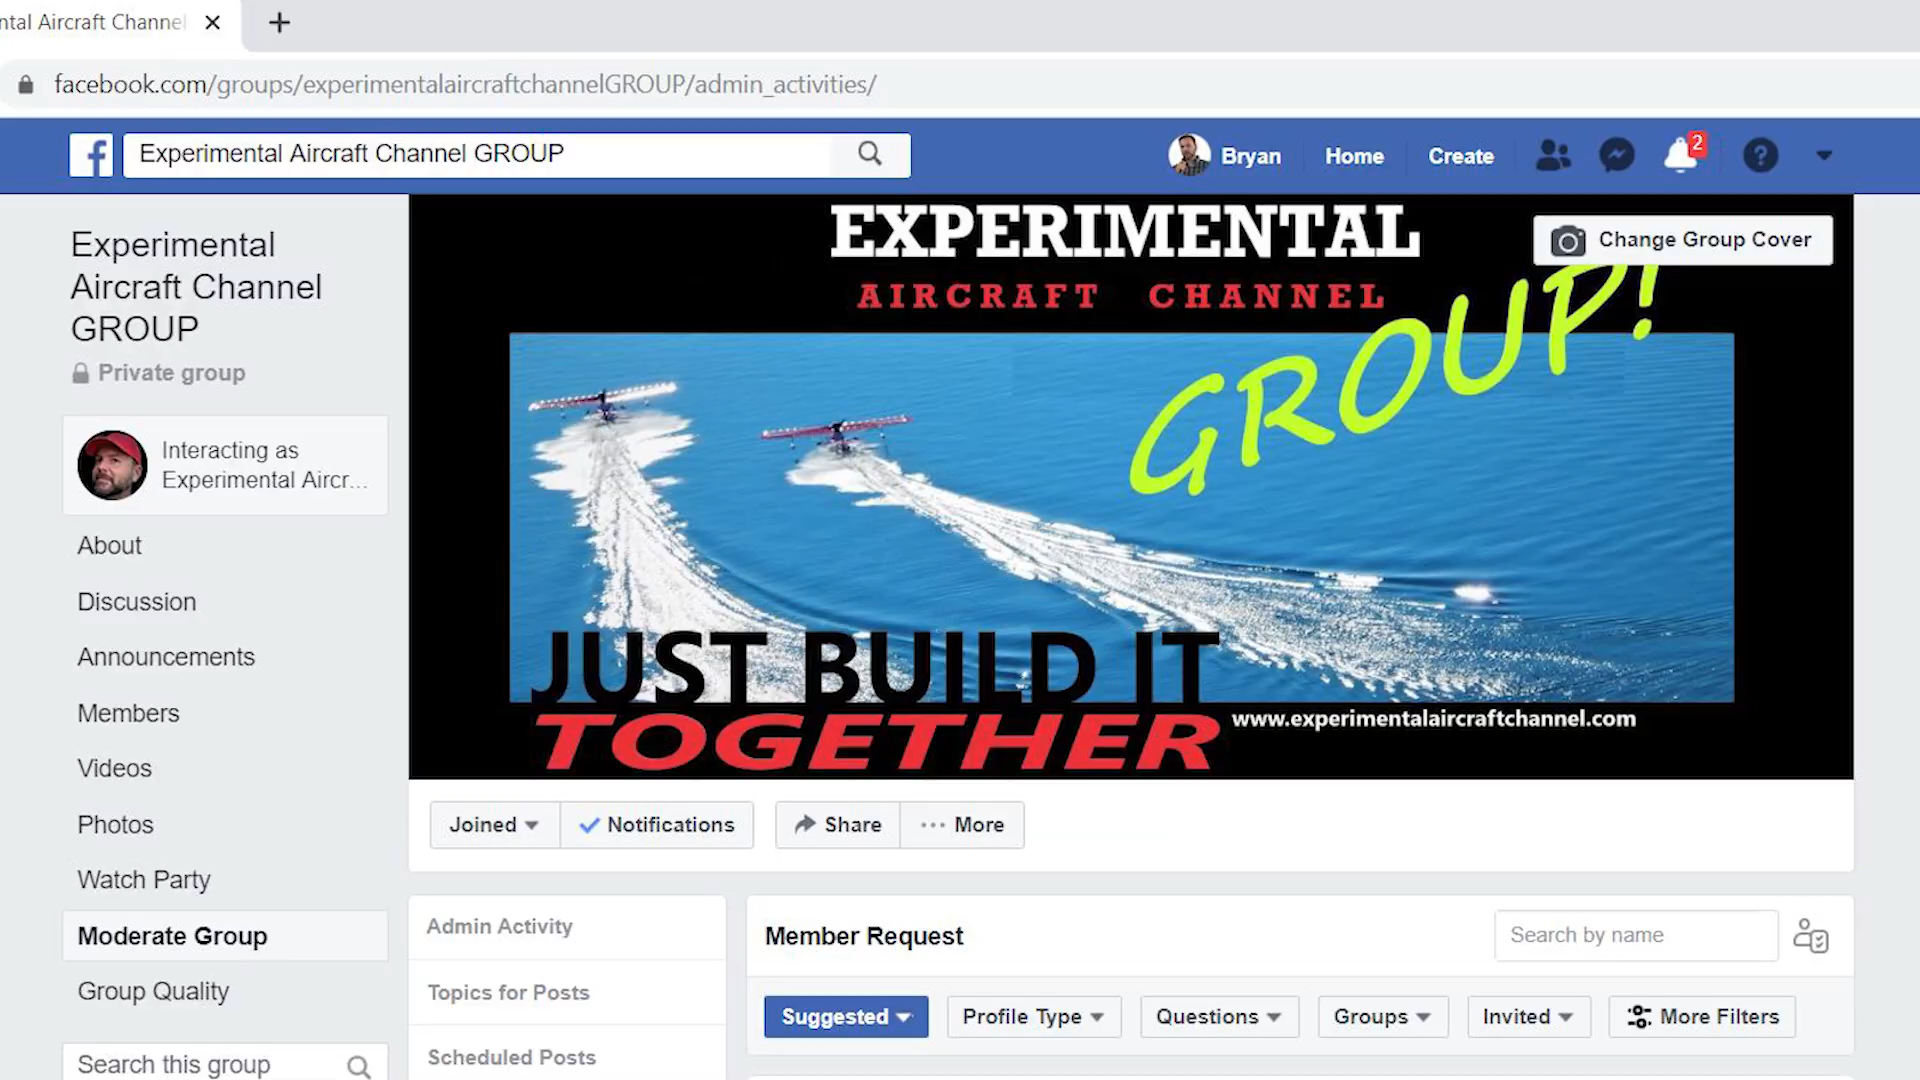 ntal Aircraft Channel
facebook.com/groups/experimentalaircraftchannelGROUP/admin_activities/
Experimental Aircraft Channel GROUP
Bryan
Home
Create
2
Experimental
Aircraft Channel
GROUP
Private group
Interacting as
Experimental Aircr...
About
Discussion
Announcements
Members
Videos
Photos
Watch Party
Moderate Group
Group Quality
Search this group
EXPERIMENTAL
AIRCRAFT CHANNEL
GROUP!
Change Group Cover
JUST BUILD IT
TOGETHER
www.experimentalaircraftchannel.com
Joined
Notifications
Share
More
Admin Activity
Topics for Posts
Scheduled Posts
Member Request
Search by name
Suggested
Profile Type
Questions
Groups
Invited
More Filters